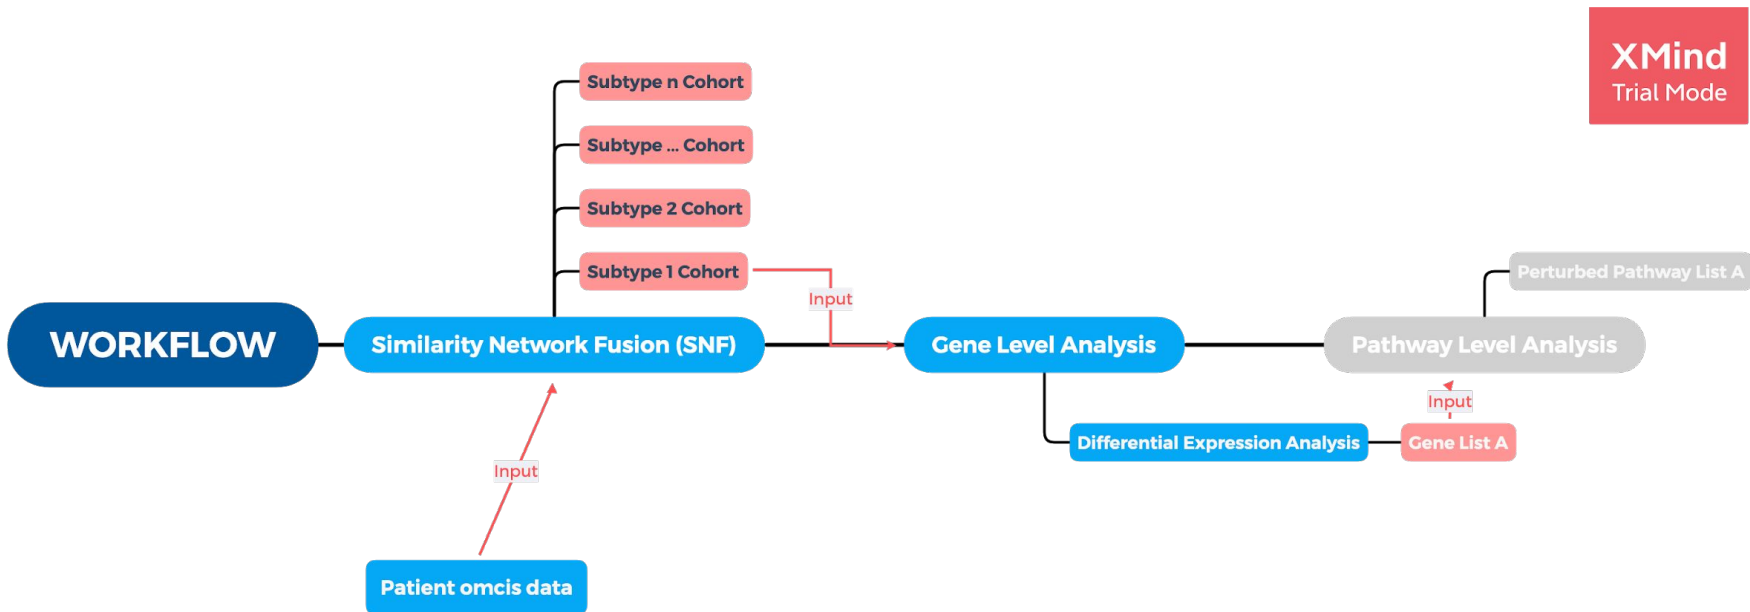 XMind
Trial Mode
Subtype n Cohort
Subtype ... Cohort
Subtype 2 Cohort
Subtype 1 Cohort
Perturbed Pathway List A
Input
WORKFLOW
Similarity Network Fusion (SNF)
Gene Level Analysis
Pathway Level Analysis
Input
Differential Expression Analysis
Gene List A
Input
Patient omcis data